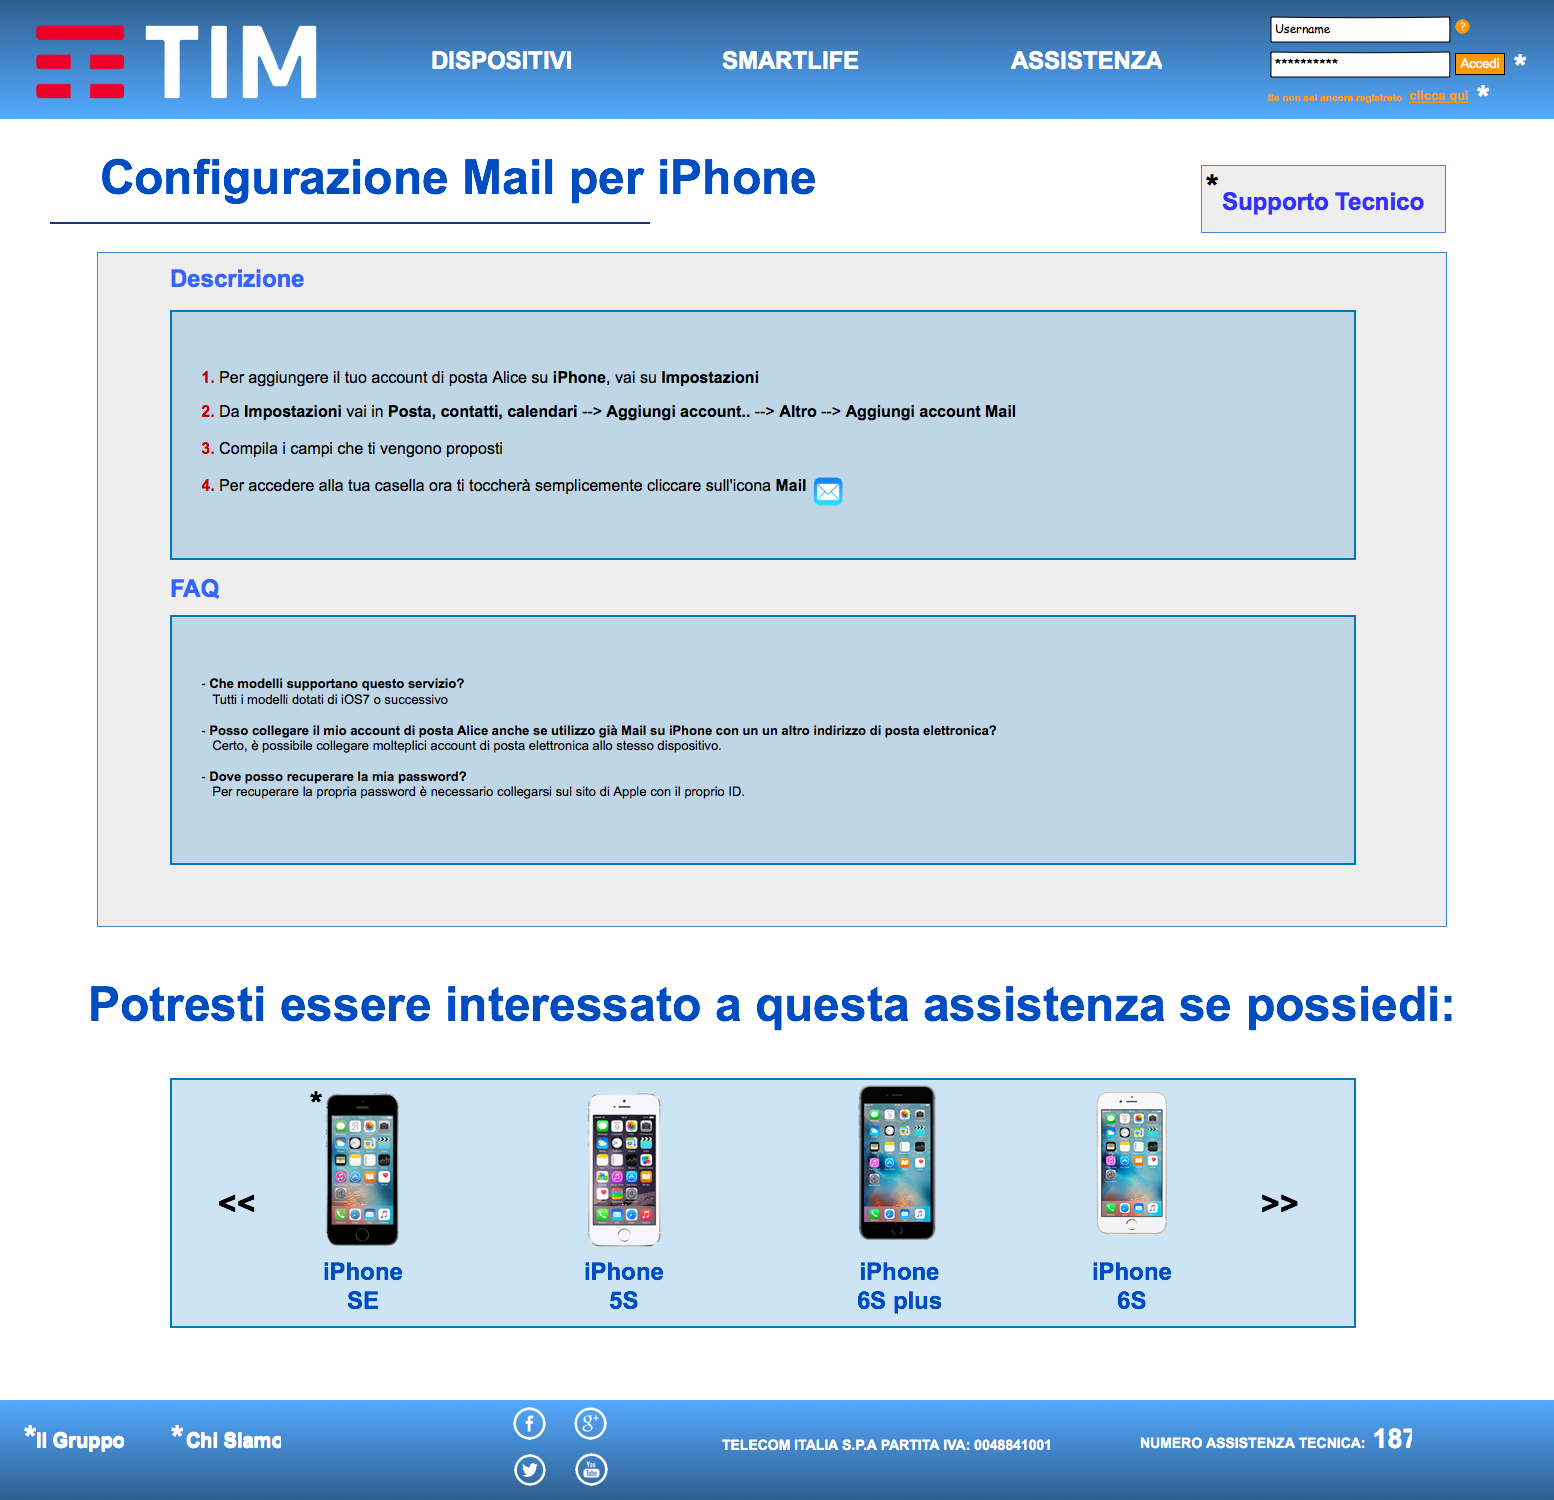 TIM
DISPOSITIVI
SMARTLIFE
ASSISTENZA
Username
?
**********
Accedi *
Se non sei ancora registrato clicca qui *
Configurazione Mail per iPhone
* Supporto Tecnico
Descrizione
1. Per aggiungere il tuo account di posta Alice su iPhone, vai su Impostazioni
2. Da Impostazioni vai in Posta, contatti, calendari --> Aggiungi account.. --> Altro --> Aggiungi account Mail
3. Compila i campi che ti vengono proposti
4. Per accedere alla tua casella ora ti toccherà semplicemente cliccare sull'icona Mail
FAQ
- Che modelli supportano questo servizio?
Tutti i modelli dotati di iOS7 o successivo
- Posso collegare il mio account di posta Alice anche se utilizzo già Mail su iPhone con un un altro indirizzo di posta elettronica?
Certo, è possibile collegare molteplici account di posta elettronica allo stesso dispositivo.
- Dove posso recuperare la mia password?
Per recuperare la propria password è necessario collegarsi sul sito di Apple con il proprio ID.
Potresti essere interessato a questa assistenza se possiedi:
*
<<
>>
iPhone
SE
iPhone
5S
iPhone
6S plus
iPhone
6S
*Il Gruppo
*Chi Siamo
f
g+
You
Tube
TELECOM ITALIA S.P.A PARTITA IVA: 0048841001
NUMERO ASSISTENZA TECNICA: 187